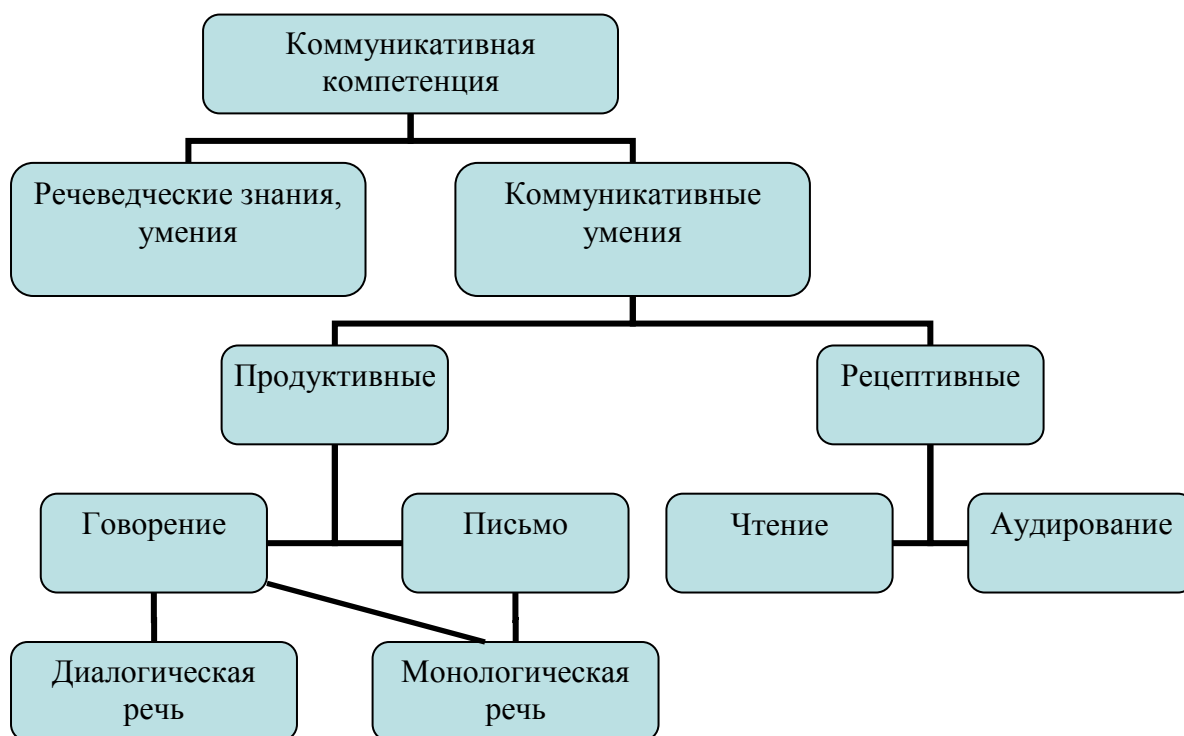 Коммуникативная
компетенция
Речеведческие знания,
умения
Коммуникативные
умения
Продуктивные
Рецептивные
Говорение
Письмо
Чтение
Аудирование
Диалогическая
речь
Монологическая
речь